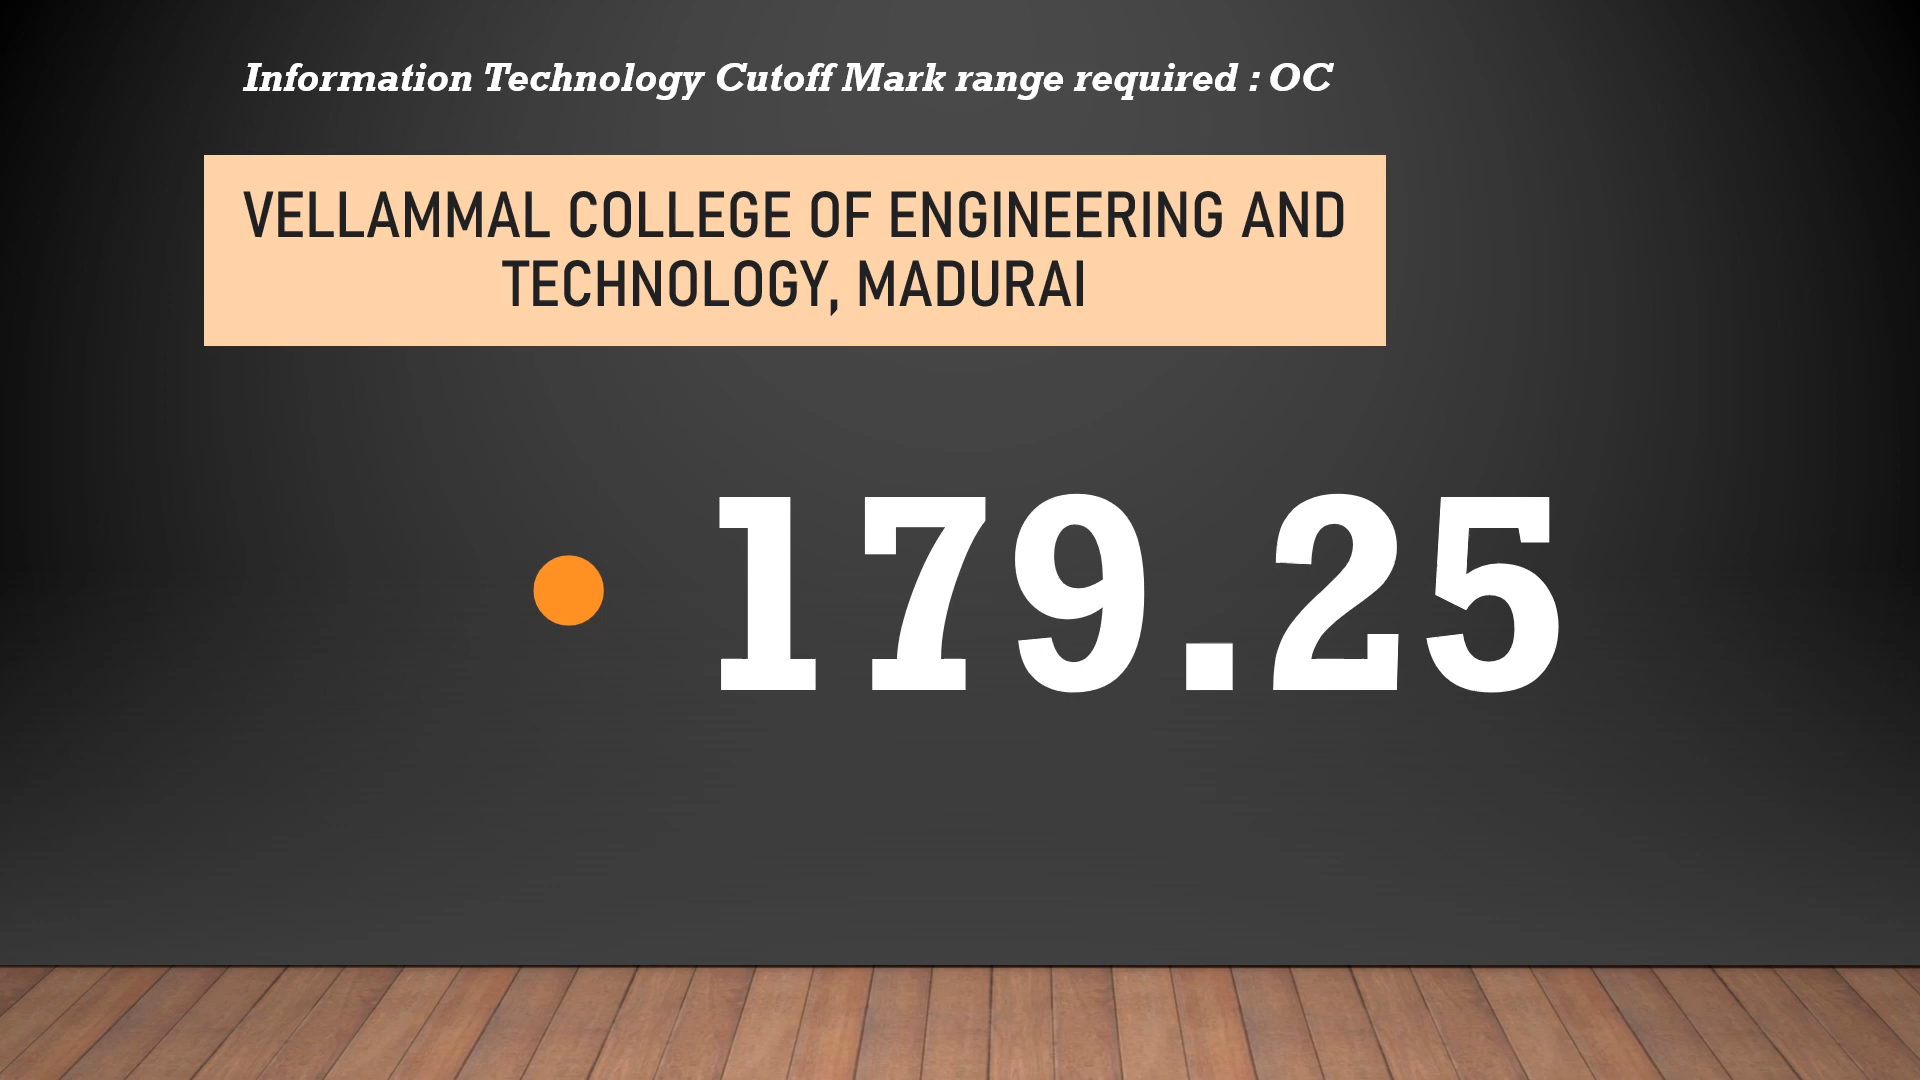 Information Technology Cutoff Mark range required : OC
VELLAMMAL COLLEGE OF ENGINEERING AND
TECHNOLOGY, MADURAI
• 179.25